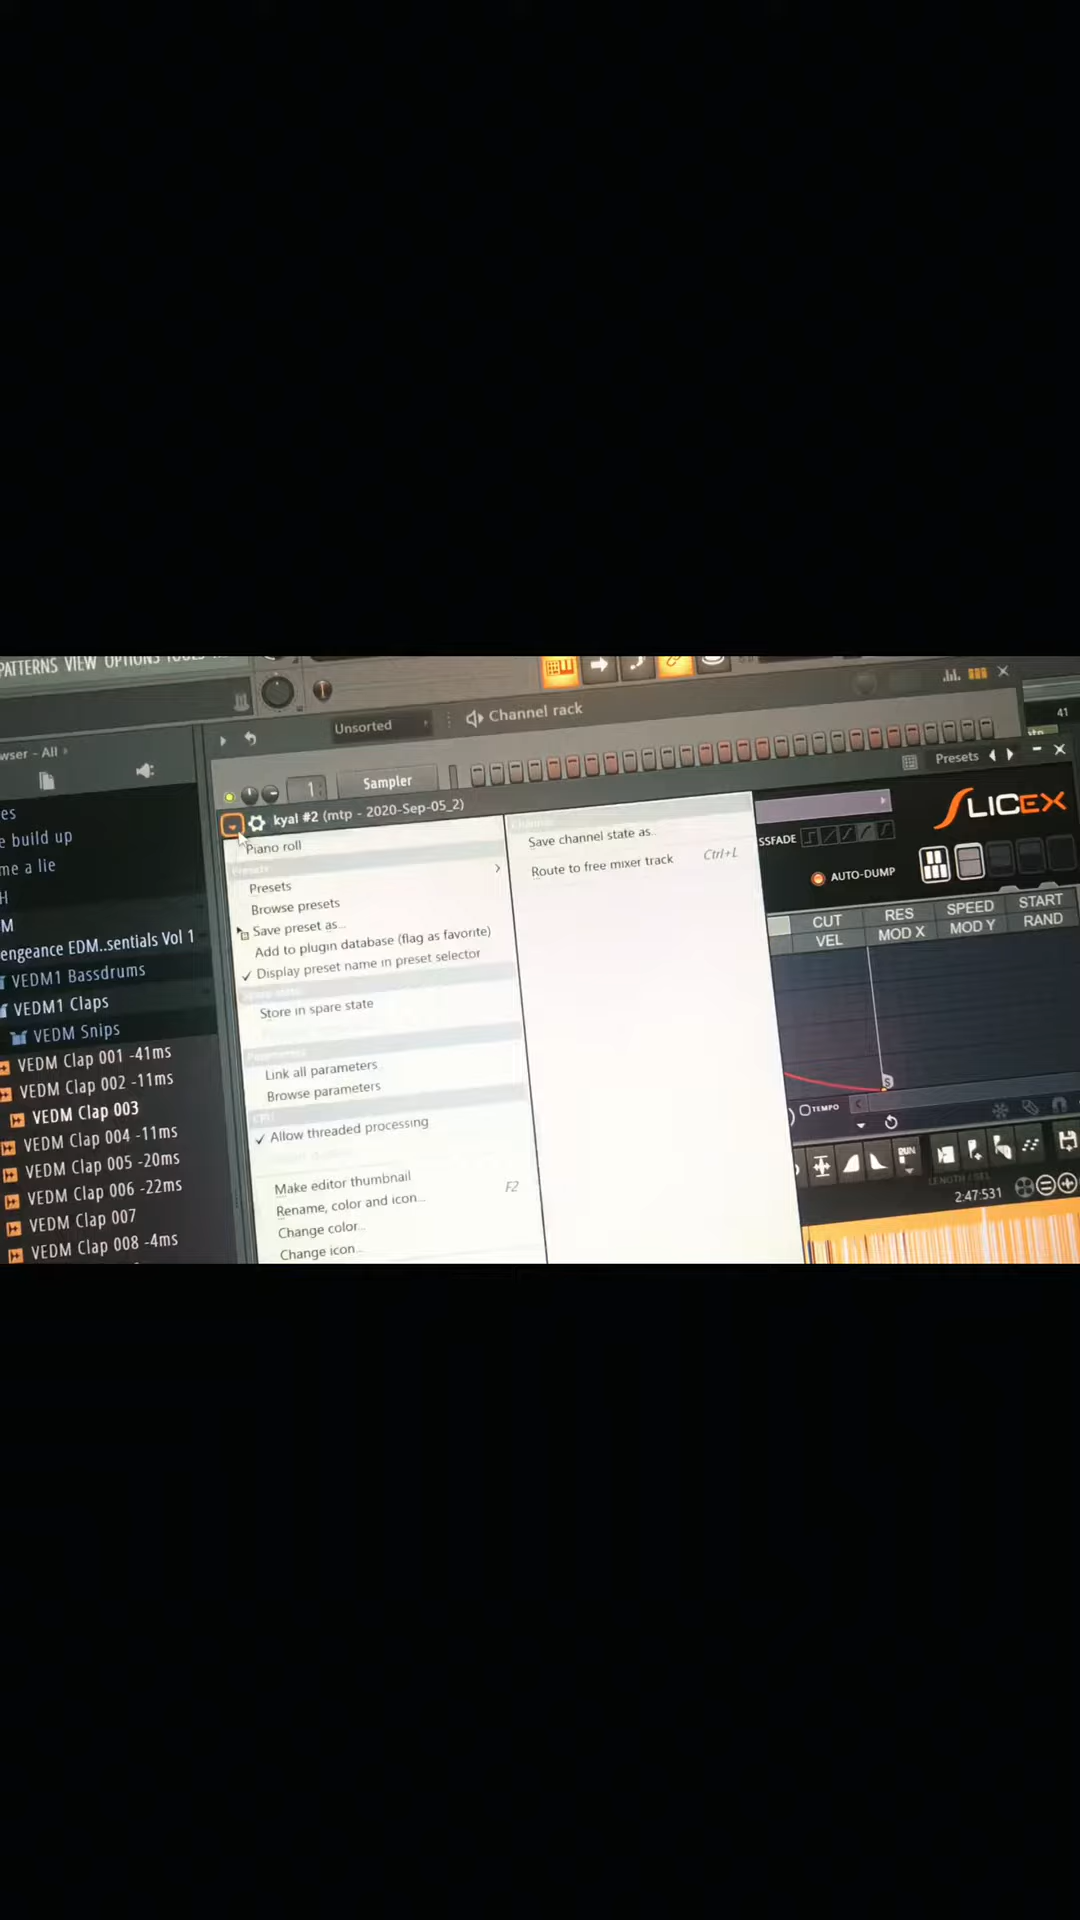 PATTERNS VIEW OPTIONS
Unsorted
Channel rack
wser - All
41
1
Sampler
Presets
kyal #2 (mtp - 2020-Sep-05_2)
SLICEX
es
e build up
me a lie
H
M
engeance EDM..sentials Vol 1
VEDM1 Bassdrums
VEDM1 Claps
VEDM Snips
VEDM Clap 001 -41ms
VEDM Clap 002 -11ms
VEDM Clap 003
VEDM Clap 004 -11ms
VEDM Clap 005 -20ms
VEDM Clap 006 -22ms
VEDM Clap 007
VEDM Clap 008 -4ms
Piano roll
Presets
Presets
Browse presets
Save preset as...
Add to plugin database (flag as favorite)
Display preset name in preset selector
Store in spare state
Parameters
Link all parameters
Browse parameters
CPU
Allow threaded processing
Make editor thumbnail
Rename, color and icon... F2
Change color...
Change icon...
Channel
Save channel state as..
Route to free mixer track Ctrl+L
SSFADE
AUTO-DUMP
CUT RES SPEED START
VEL MOD X MOD Y RAND
TEMPO
S
RUN
LENGTH / SEL
2:47:531